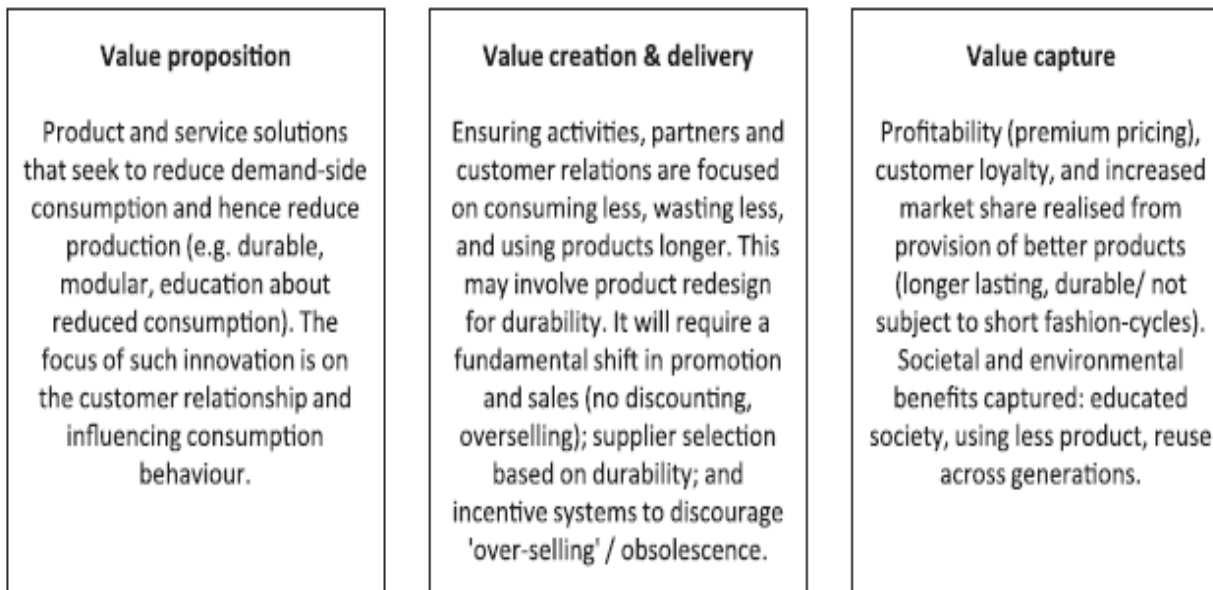 Value proposition
Product and service solutions
that seek to reduce demand-side
consumption and hence reduce
production (e.g. durable,
modular, education about
reduced consumption). The
focus of such innovation is on
the customer relationship and
influencing consumption
behaviour.
Value creation & delivery
Ensuring activities, partners and
customer relations are focused
on consuming less, wasting less,
and using products longer. This
may involve product redesign
for durability. It will require a
fundamental shift in promotion
and sales (no discounting,
overselling); supplier selection
based on durability; and
incentive systems to discourage
'over-selling' / obsolescence.
Value capture
Profitability (premium pricing),
customer loyalty, and increased
market share realised from
provision of better products
(longer lasting, durable/ not
subject to short fashion-cycles).
Societal and environmental
benefits captured: educated
society, using less product, reuse
across generations.